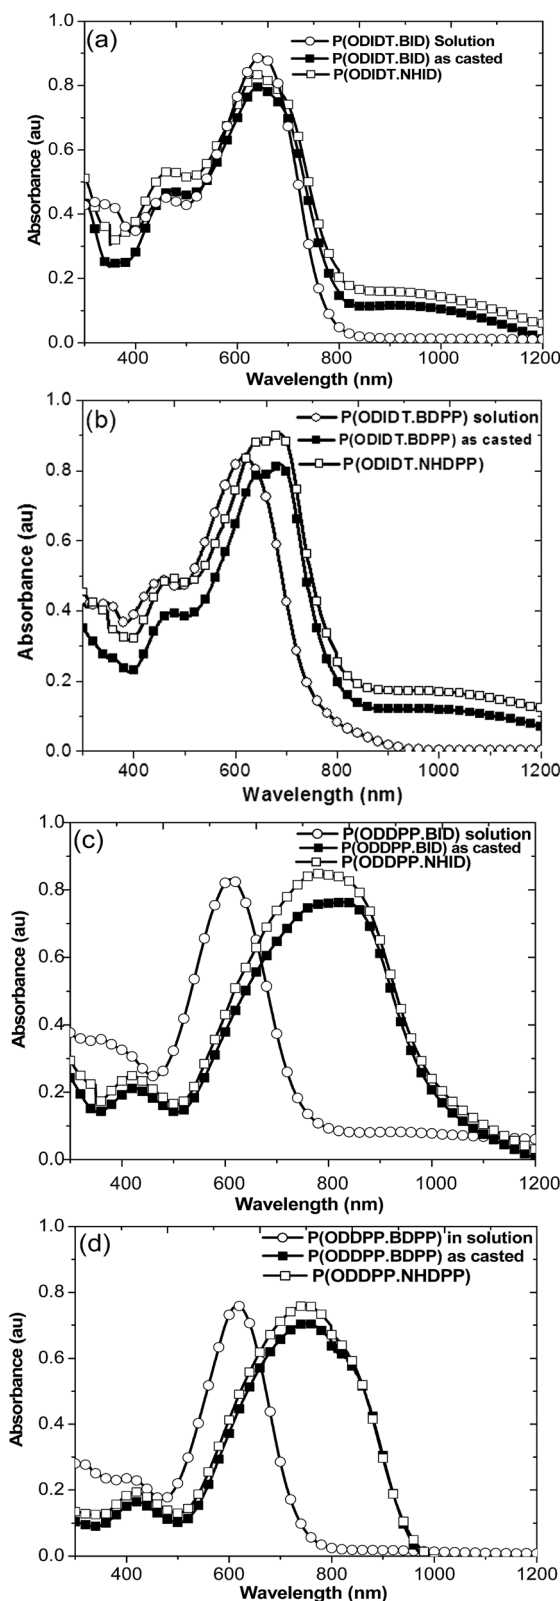 (a)
P(ODIDT.BID) Solution
P(ODIDT.BID) as casted
P(ODIDT.NHID)
Absorbance (au)
1.0
0.8
0.6
0.4
0.2
0.0
400 600 800 1000 1200
Wavelength (nm)
(b)
P(ODIDT.BDPP) solution
P(ODIDT.BDPP) as casted
P(ODIDT.NHDPP)
Absorbance (au)
1.0
0.8
0.6
0.4
0.2
0.0
400 600 800 1000 1200
Wavelength (nm)
(c)
P(ODDPP.BID) solution
P(ODDPP.BID) as casted
P(ODDPP.NHID)
Absorbance (au)
1.0
0.8
0.6
0.4
0.2
0.0
400 600 800 1000 1200
Wavelength (nm)
(d)
P(ODDPP.BDPP) in solution
P(ODDPP.BDPP) as casted
P(ODDPP.NHDPP)
Absorbance (au)
1.0
0.8
0.6
0.4
0.2
0.0
400 600 800 1000 1200
Wavelength (nm)